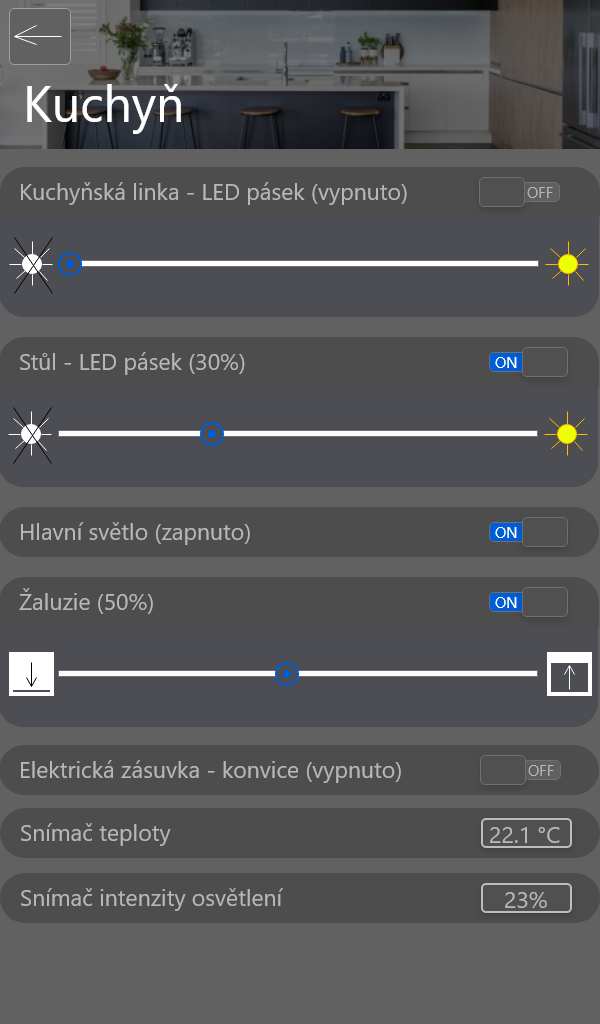 Kuchyň
Kuchyňská linka - LED pásek (vypnuto) OFF
Stůl - LED pásek (30%) ON
Hlavní světlo (zapnuto) ON
Žaluzie (50%) ON
Elektrická zásuvka - konvice (vypnuto) OFF
Snímač teploty 22.1 °C
Snímač intenzity osvětlení 23%